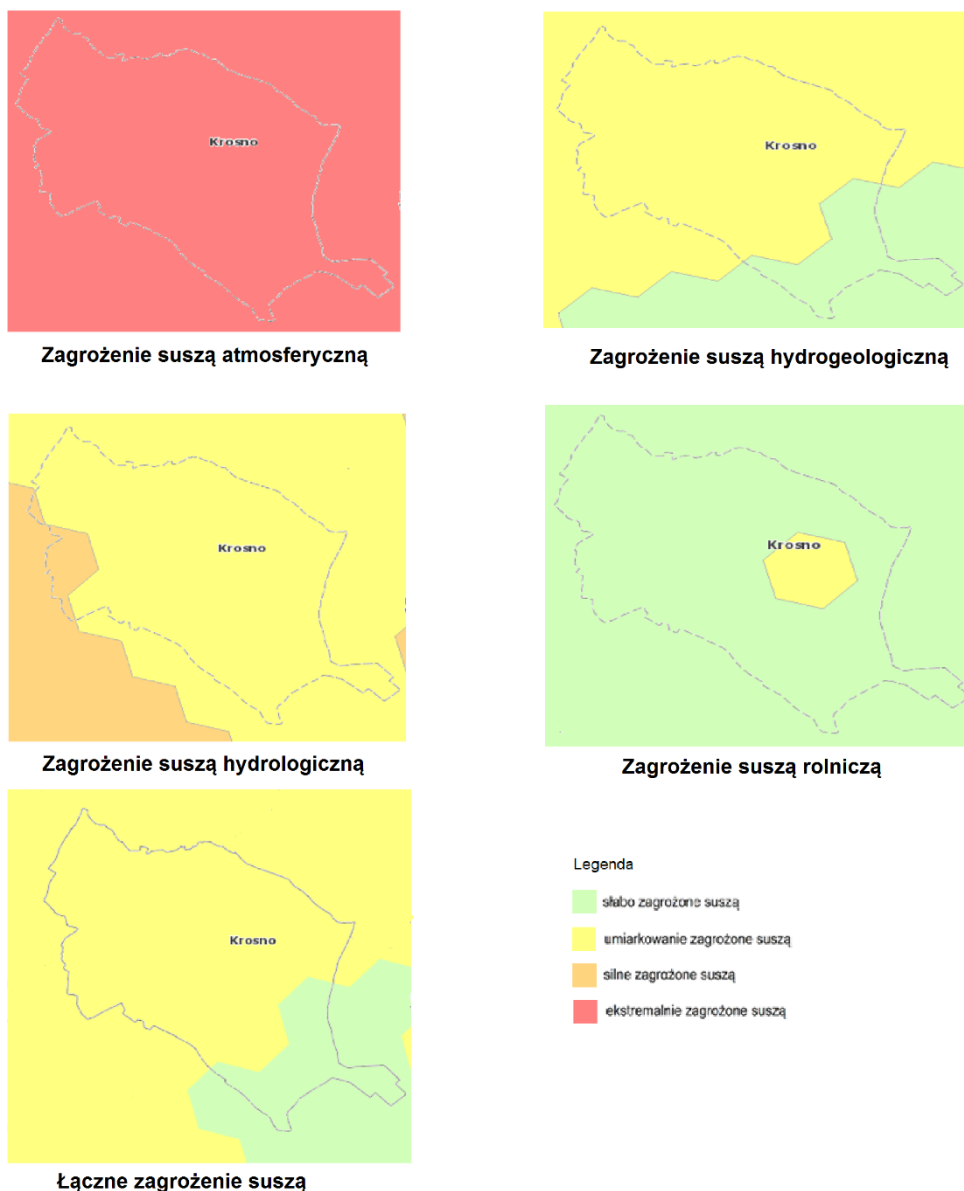 Krosno
Krosno
Zagrożenie suszą atmosferyczną
Zagrożenie suszą hydrogeologiczną
Krosno
Krosno
Zagrożenie suszą hydrologiczną
Zagrożenie suszą rolniczą
Krosno
Legenda
słabo zagrożone suszą
umiarkowanie zagrożone suszą
silne zagrożone suszą
ekstremalnie zagrożone suszą
Łączne zagrożenie suszą